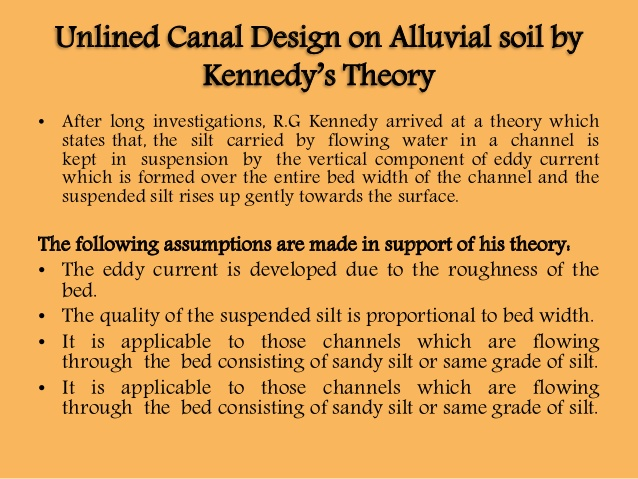 Unlined Canal Design on Alluvial soil by
Kennedy's Theory
• After long investigations, R.G Kennedy arrived at a theory which
states that, the silt carried by flowing water in a channel is
kept in suspension by the vertical component of eddy current
which is formed over the entire bed width of the channel and the
suspended silt rises up gently towards the surface.
The following assumptions are made in support of his theory:
• The eddy current is developed due to the roughness of the
bed.
• The quality of the suspended silt is proportional to bed width.
• It is applicable to those channels which are flowing
through the bed consisting of sandy silt or same grade of silt.
• It is applicable to those channels which are flowing
through the bed consisting of sandy silt or same grade of silt.